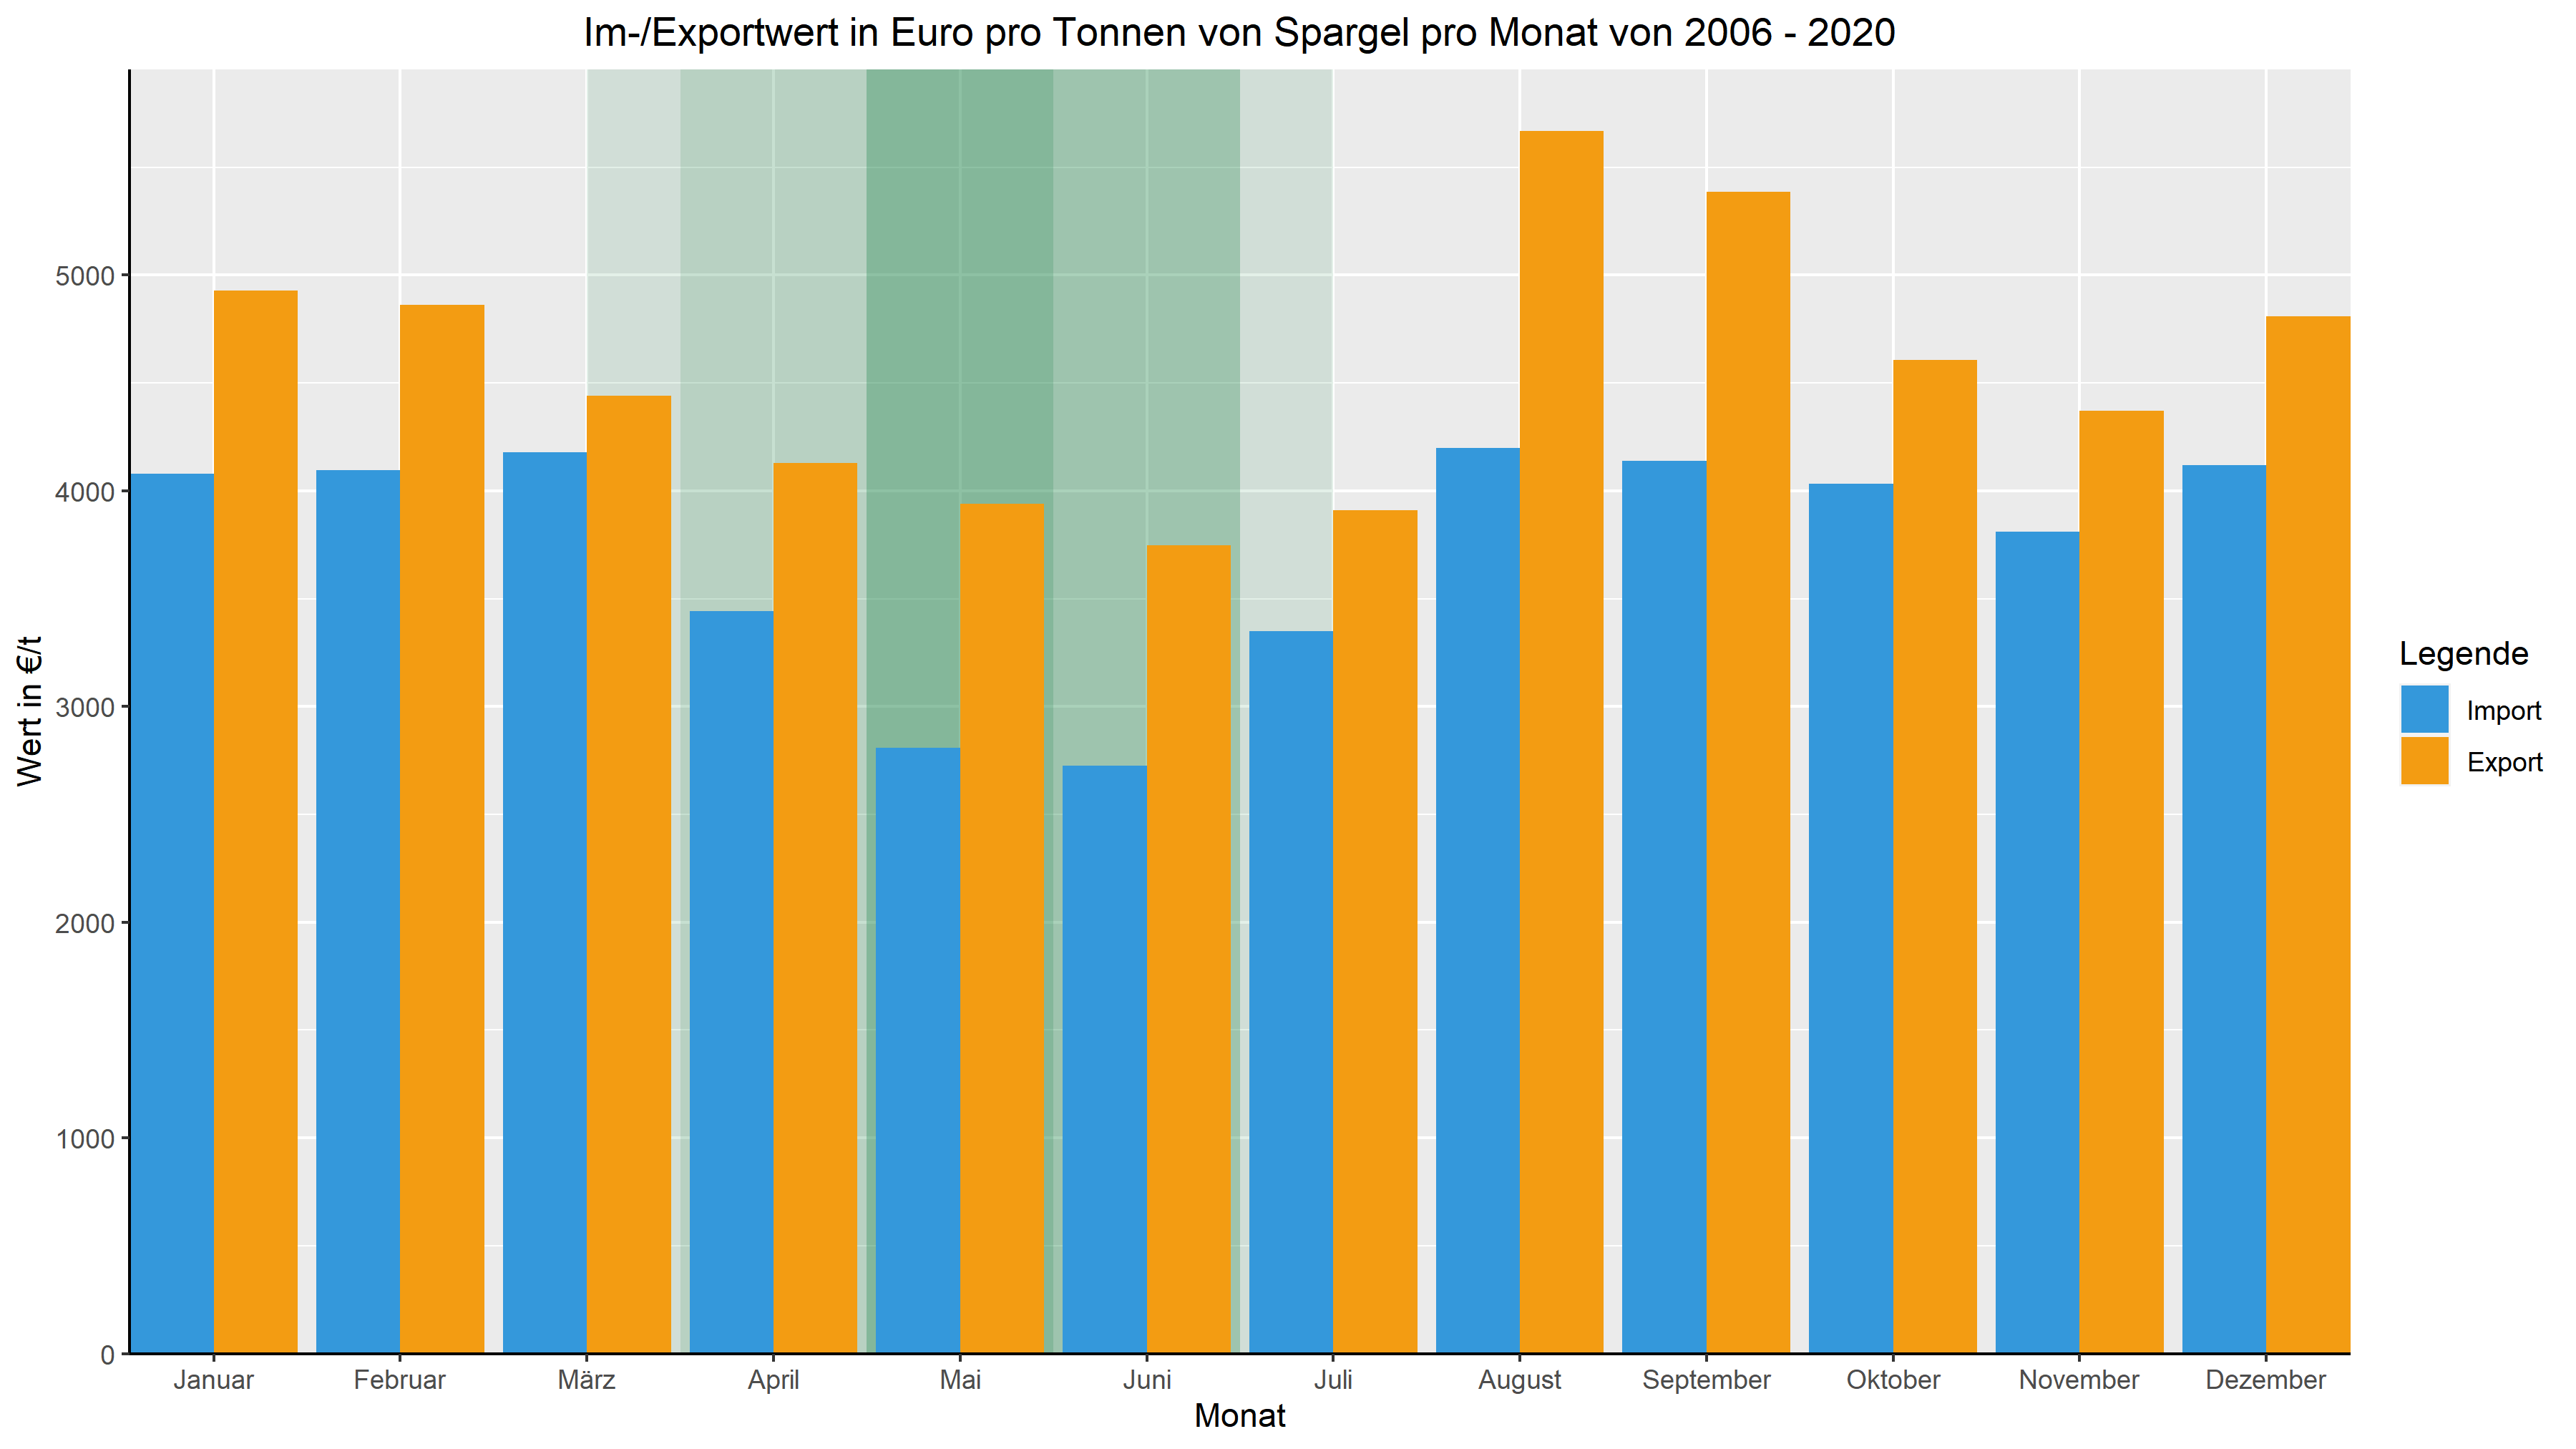 Im-/Exportwert in Euro pro Tonnen von Spargel pro Monat von 2006 - 2020
Wert in €/t
5000
4000
3000
2000
1000
0
Januar Februar März April Mai Juni Juli August September Oktober November Dezember
Monat
Legende
Import
Export